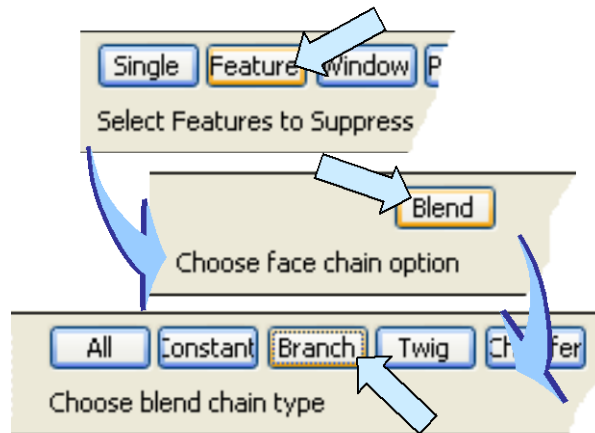 Single Feature Window P
Select Features to Suppress
Blend
Choose face chain option
All Constant Branch Twig
Choose blend chain type